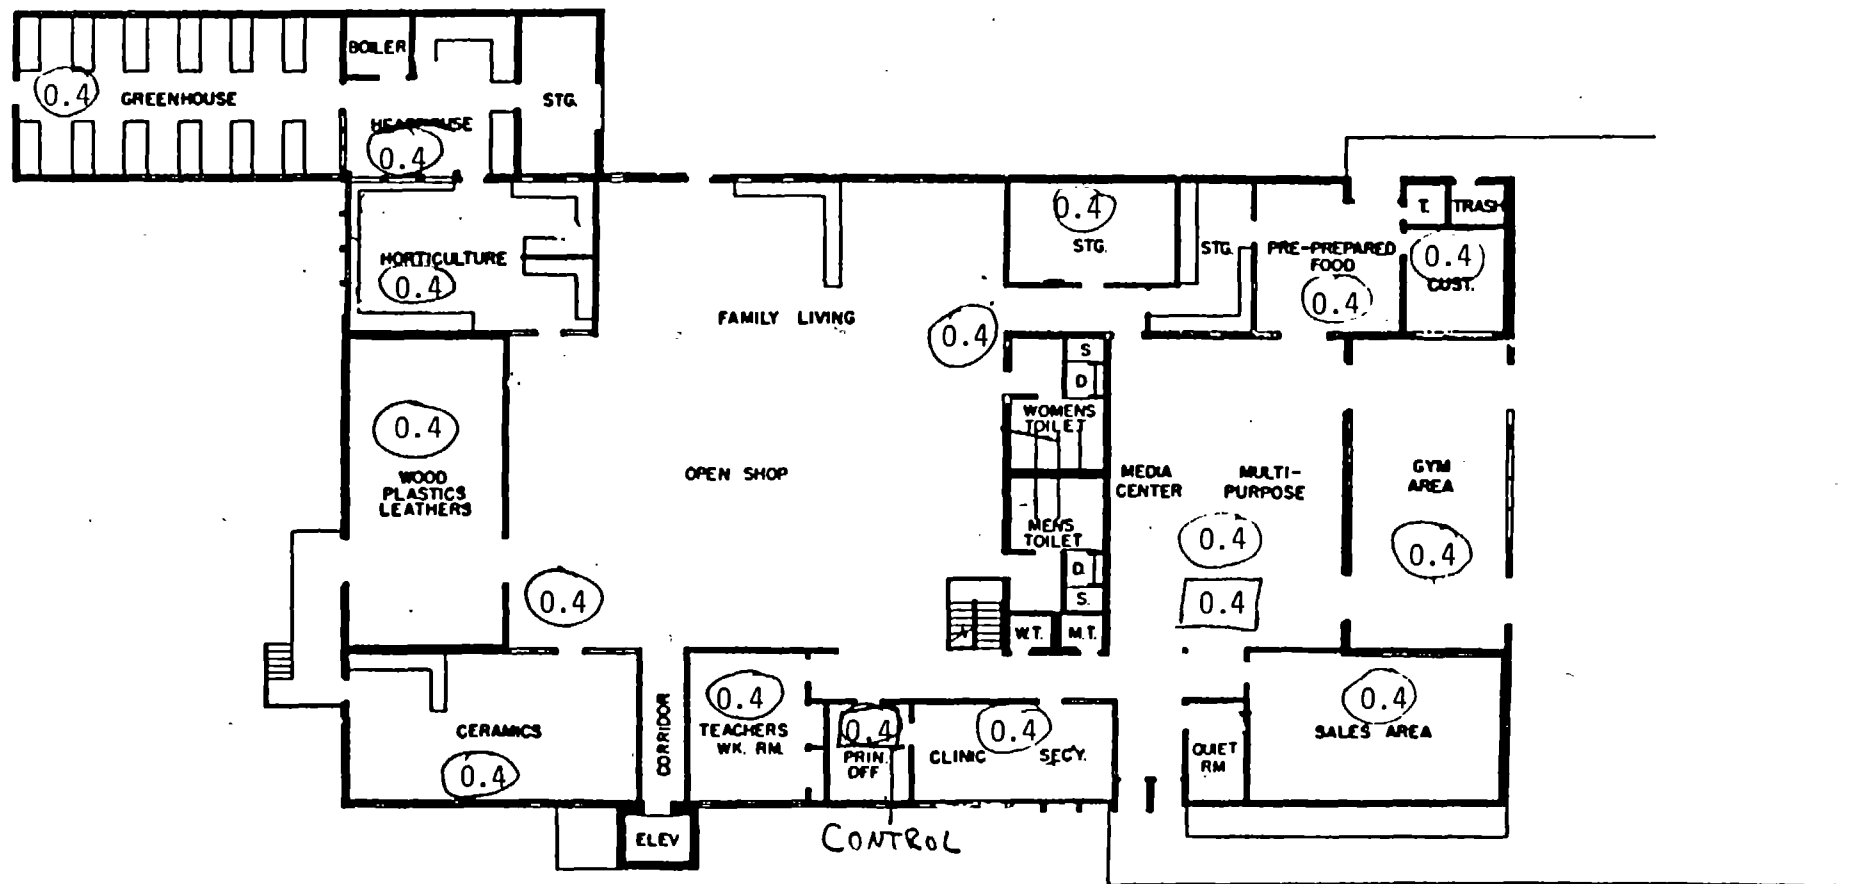 BOILER
0.4
GREENHOUSE
STG.
HEADHOUSE
0.4
0.4
STG.
STG.
T.
TRASH
PRE-PREPARED
FOOD
0.4
0.4
CUST.
HORTICULTURE
0.4
FAMILY LIVING
0.4
S
D
WOMENS
TOILET
0.4
WOOD
PLASTICS
LEATHERS
OPEN SHOP
MEDIA
CENTER
MULTI-
PURPOSE
GYM
AREA
MENS
TOILET
0.4
0.4
D.
S.
0.4
0.4
W.T.
M.T.
CERAMICS
0.4
CORRIDOR
0.4
TEACHERS
WK. RM.
0.4
PRIN.
OFF
0.4
CLINIC
SEC'Y.
QUIET
RM
0.4
SALES AREA
ELEV
CONTROL